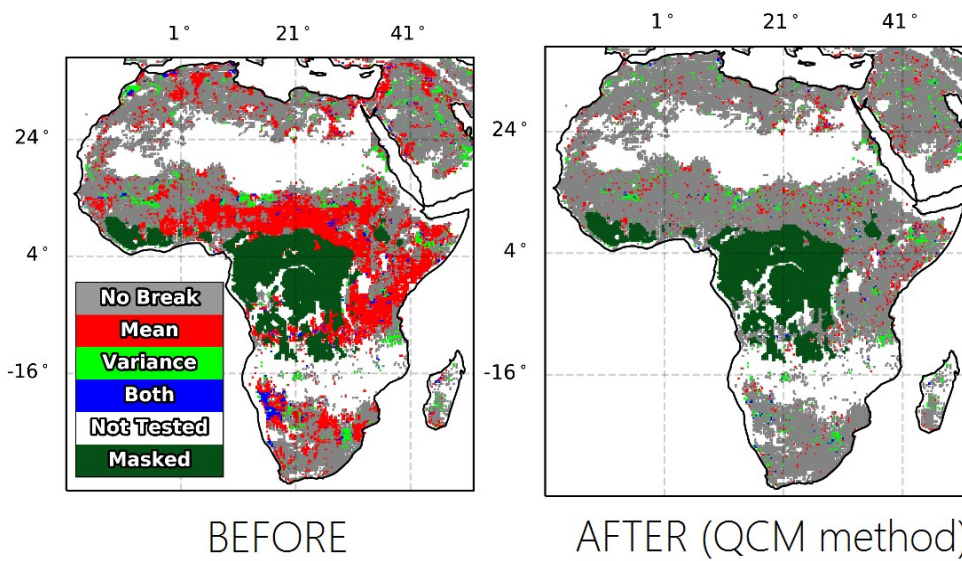 1° 21° 41° 1° 21° 41°
24° 24°
4° 4°
No Break
Mean
Variance
Both
-16° -16°
Not Tested
Masked
BEFORE AFTER (QCM method)